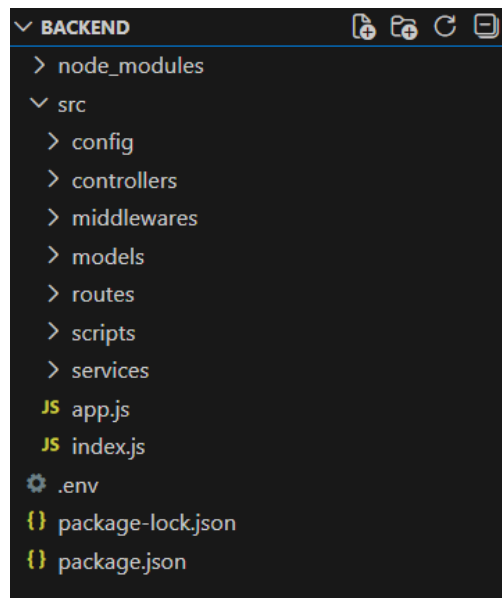 BACKEND
node_modules
src
config
controllers
middlewares
models
routes
scripts
services
JS app.js
JS index.js
.env
{} package-lock.json
{} package.json